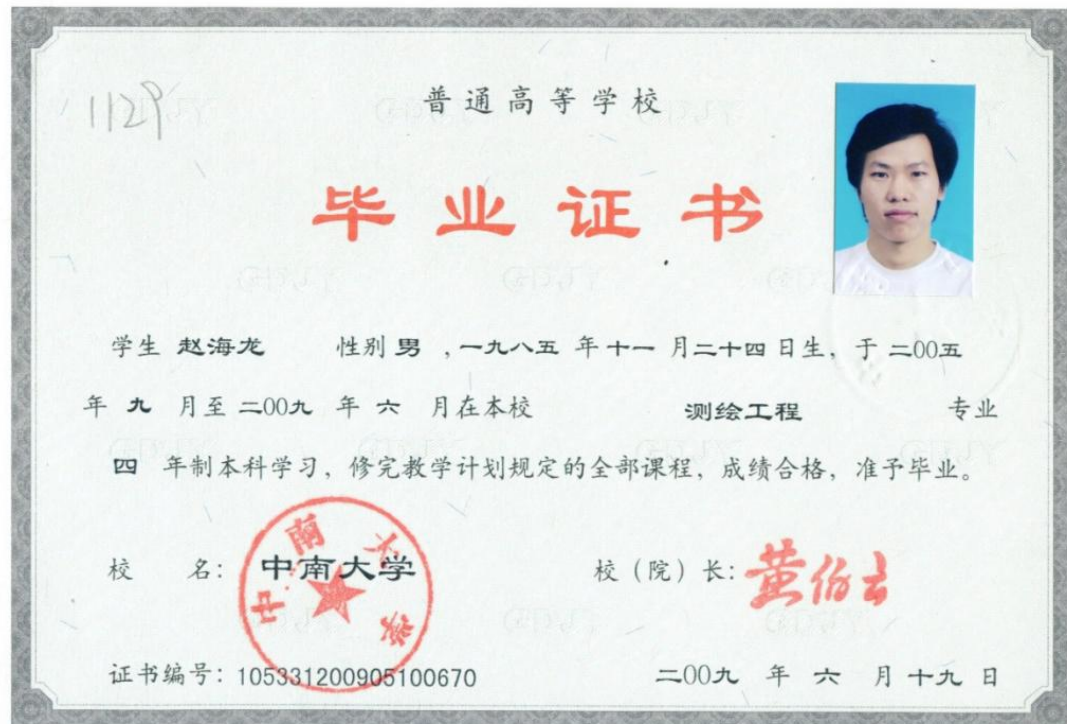 1129
普通高等学校
毕业证书
学生 赵海龙 性别 男 ,一九八五 年 十一 月 二十四 日生, 于 二00五
年 九 月至 二00九 年 六 月在本校 测绘工程 专业
四 年制本科学习, 修完教学计划规定的全部课程, 成绩合格, 准予毕业。
校 名: 中南大学 校(院)长: 黄伯云
中南大学
证书编号: 105331200905100670 二00九 年 六 月 十九 日